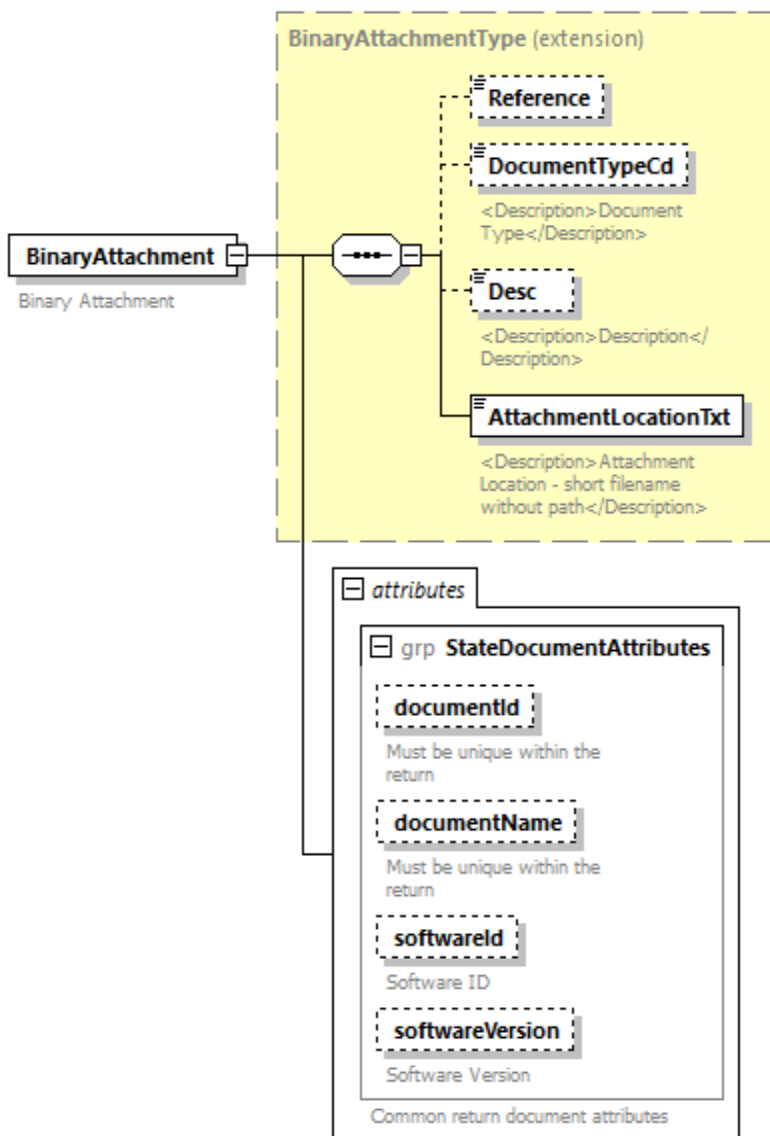 BinaryAttachmentType (extension)
Reference
DocumentTypeCd
<Description>Document
Type</Description>
BinaryAttachment
Binary Attachment
Desc
<Description>Description</
Description>
AttachmentLocationTxt
<Description>Attachment
Location - short filename
without path</Description>
attributes
grp StateDocumentAttributes
documentId
Must be unique within the
return
documentName
Must be unique within the
return
softwareId
Software ID
softwareVersion
Software Version
Common return document attributes